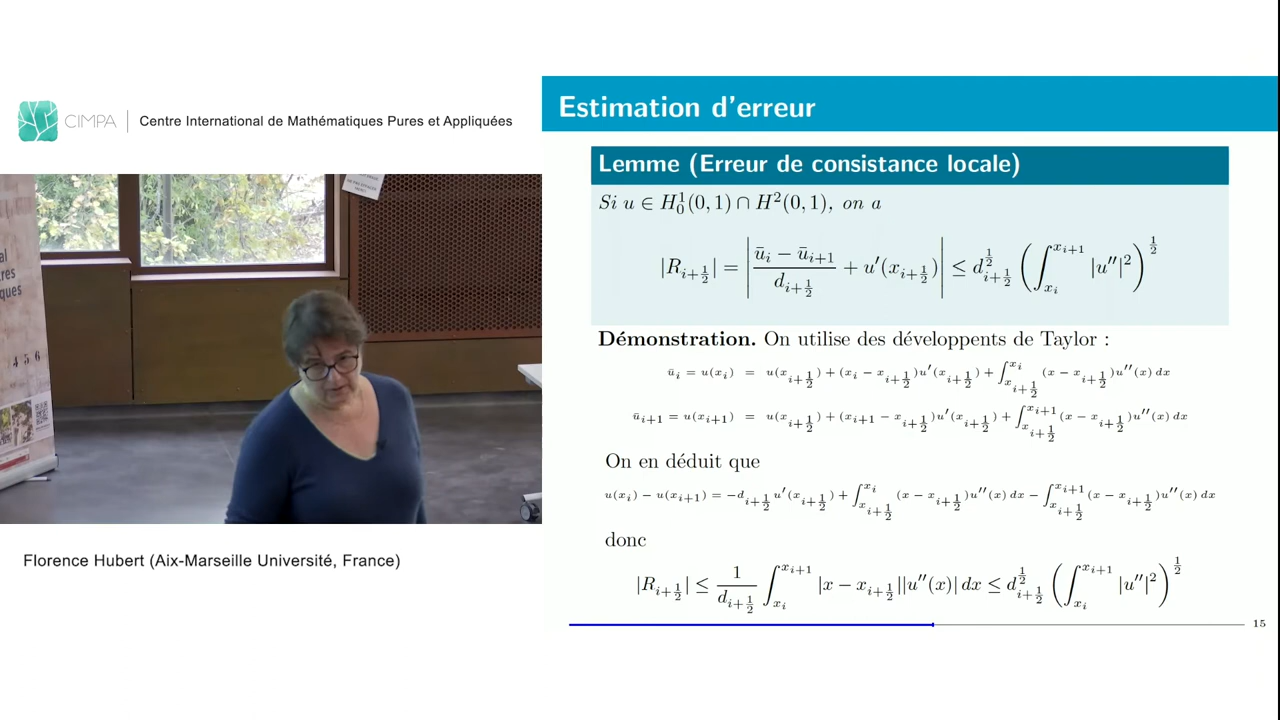 CIMPA
Centre International de Mathématiques Pures et Appliquées
Estimation d'erreur
Lemme (Erreur de consistance locale)
Si u ∈ H₀¹(0,1) ∩ H²(0,1), on a
|R_{i+1/2}| = | (ū_i − ū_{i+1}) / d_{i+1/2} + u'(x_{i+1/2}) | ≤ d_{i+1/2}^{1/2} ( ∫_{x_i}^{x_{i+1}} |u''|² )^{1/2}
Démonstration. On utilise des développents de Taylor :
ū_i = u(x_i) = u(x_{i+1/2}) + (x_i − x_{i+1/2})u'(x_{i+1/2}) + ∫_{x_{i+1/2}}^{x_i} (x − x_{i+1/2})u''(x) dx
ū_{i+1} = u(x_{i+1}) = u(x_{i+1/2}) + (x_{i+1} − x_{i+1/2})u'(x_{i+1/2}) + ∫_{x_{i+1/2}}^{x_{i+1}} (x − x_{i+1/2})u''(x) dx
On en déduit que
u(x_i) − u(x_{i+1}) = −d_{i+1/2} u'(x_{i+1/2}) + ∫_{x_{i+1/2}}^{x_i} (x − x_{i+1/2})u''(x) dx − ∫_{x_{i+1/2}}^{x_{i+1}} (x − x_{i+1/2})u''(x) dx
donc
|R_{i+1/2}| ≤ 1/d_{i+1/2} ∫_{x_i}^{x_{i+1}} |x − x_{i+1/2}||u''(x)| dx ≤ d_{i+1/2}^{1/2} ( ∫_{x_i}^{x_{i+1}} |u''|² )^{1/2}
15
al
tres
iques
4 5 6
Florence Hubert (Aix-Marseille Université, France)